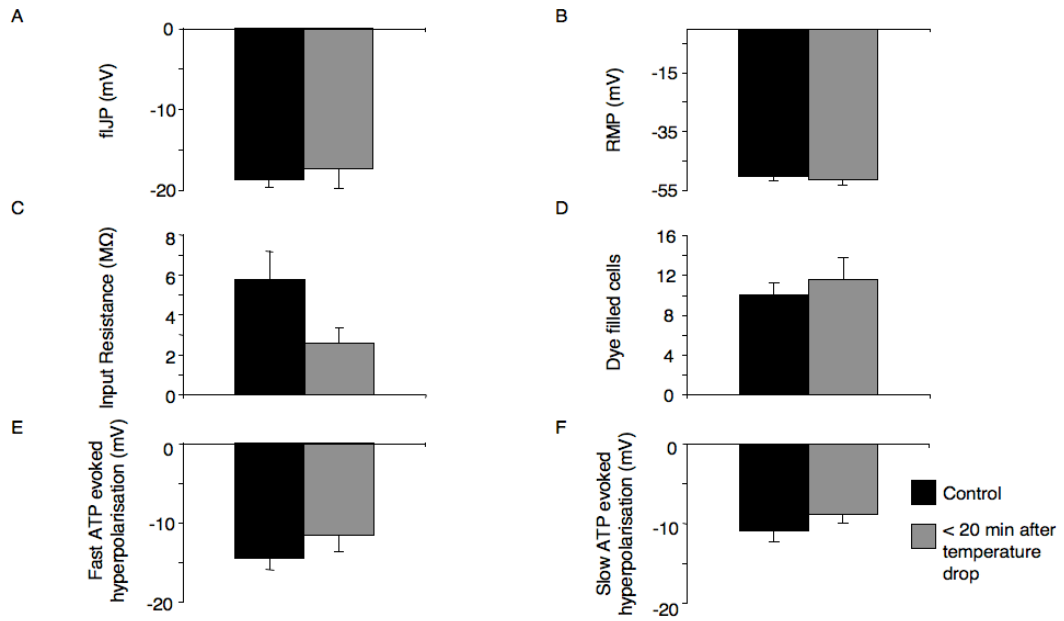 A
fIJP (mV)
0
-10
-20
B
RMP (mV)
-15
-35
-55
C
Input Resistance (MΩ)
8
6
4
2
0
D
Dye filled cells
16
12
8
4
0
E
Fast ATP evoked
hyperpolarisation (mV)
0
-10
-20
F
Slow ATP evoked
hyperpolarisation (mV)
0
-10
-20
Control
< 20 min after
temperature
drop